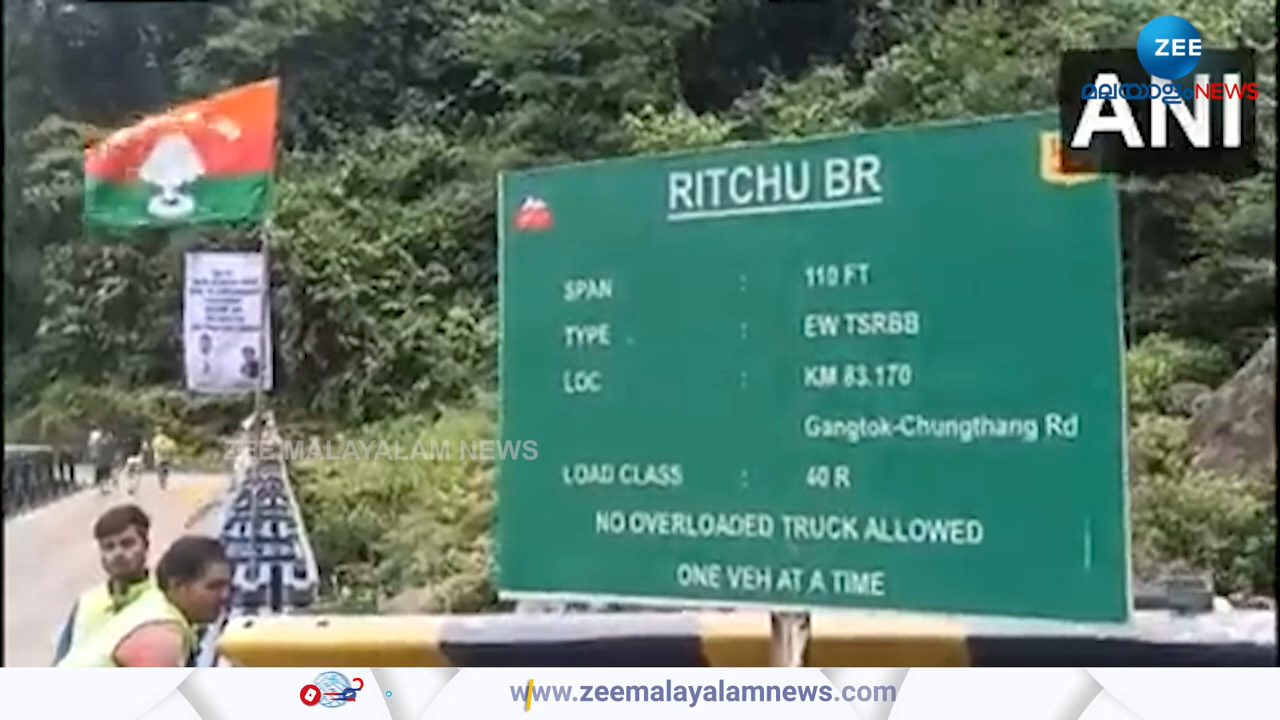 ZEE
മലയാളം NEWS
ANI
RITCHU BR
SPAN : 110 FT
TYPE : EW TSRBB
LOC : KM 83.170
Gangtok-Chungthang Rd
LOAD CLASS : 40 R
NO OVERLOADED TRUCK ALLOWED
ONE VEH AT A TIME
ZEE MALAYALAM NEWS
www.zeemalayalamnews.com